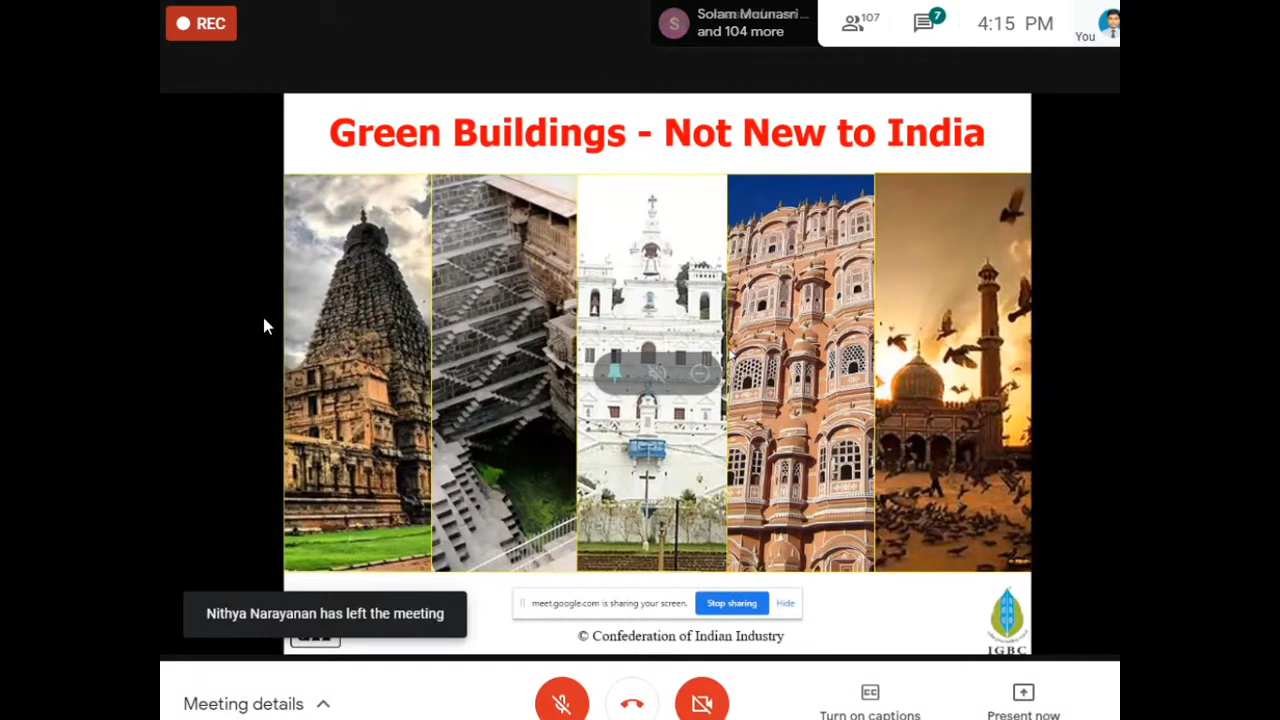 REC
S
Solam Mounasri ...
and 104 more
107
7
4:15 PM
You
Green Buildings - Not New to India
Nithya Narayanan has left the meeting
meet.google.com is sharing your screen.
Stop sharing
Hide
© Confederation of Indian Industry
IGBC
Meeting details
CC
Turn on captions
Present now